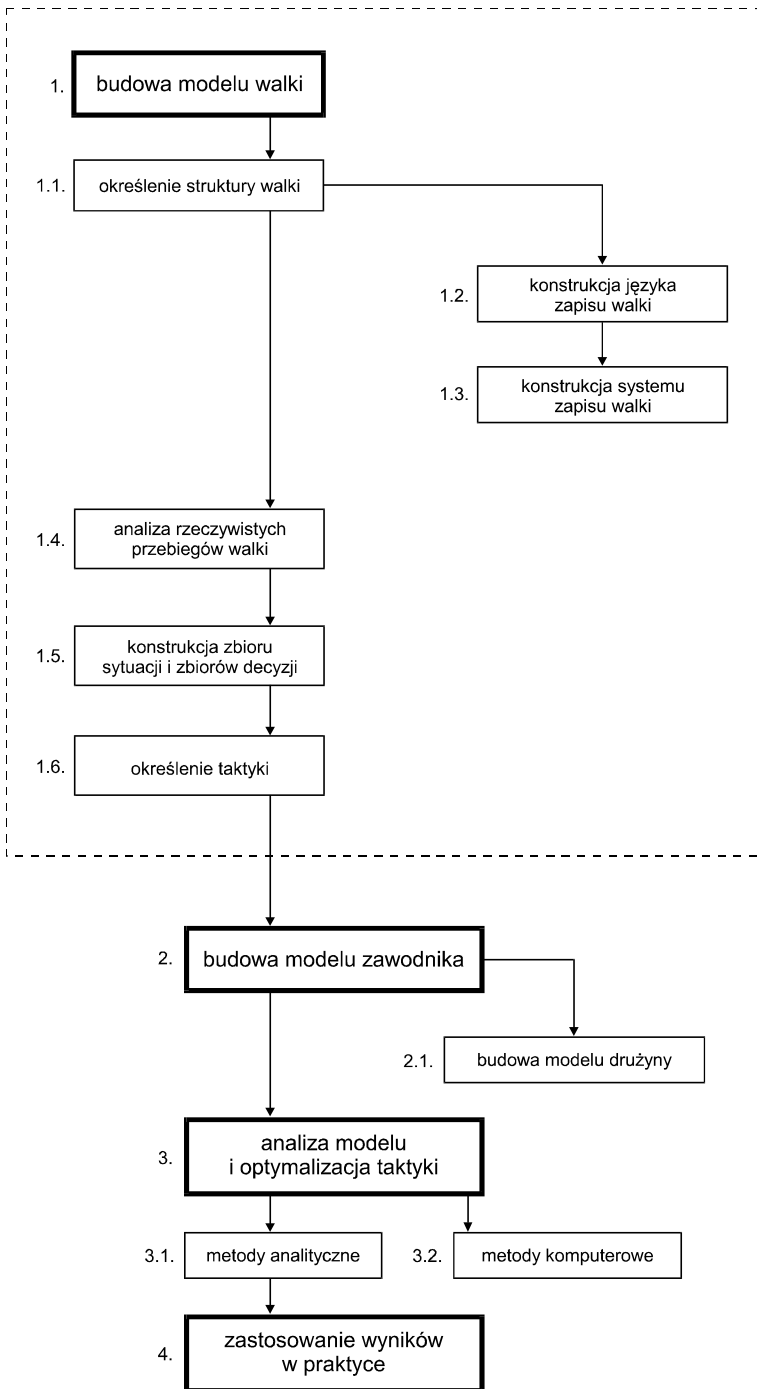 1. budowa modelu walki
1.1. określenie struktury walki
1.2. konstrukcja języka
zapisu walki
1.3. konstrukcja systemu
zapisu walki
1.4. analiza rzeczywistych
przebiegów walki
1.5. konstrukcja zbioru
sytuacji i zbiorów decyzji
1.6. określenie taktyki
2. budowa modelu zawodnika
2.1. budowa modelu drużyny
3. analiza modelu
i optymalizacja taktyki
3.1. metody analityczne
3.2. metody komputerowe
4. zastosowanie wyników
w praktyce